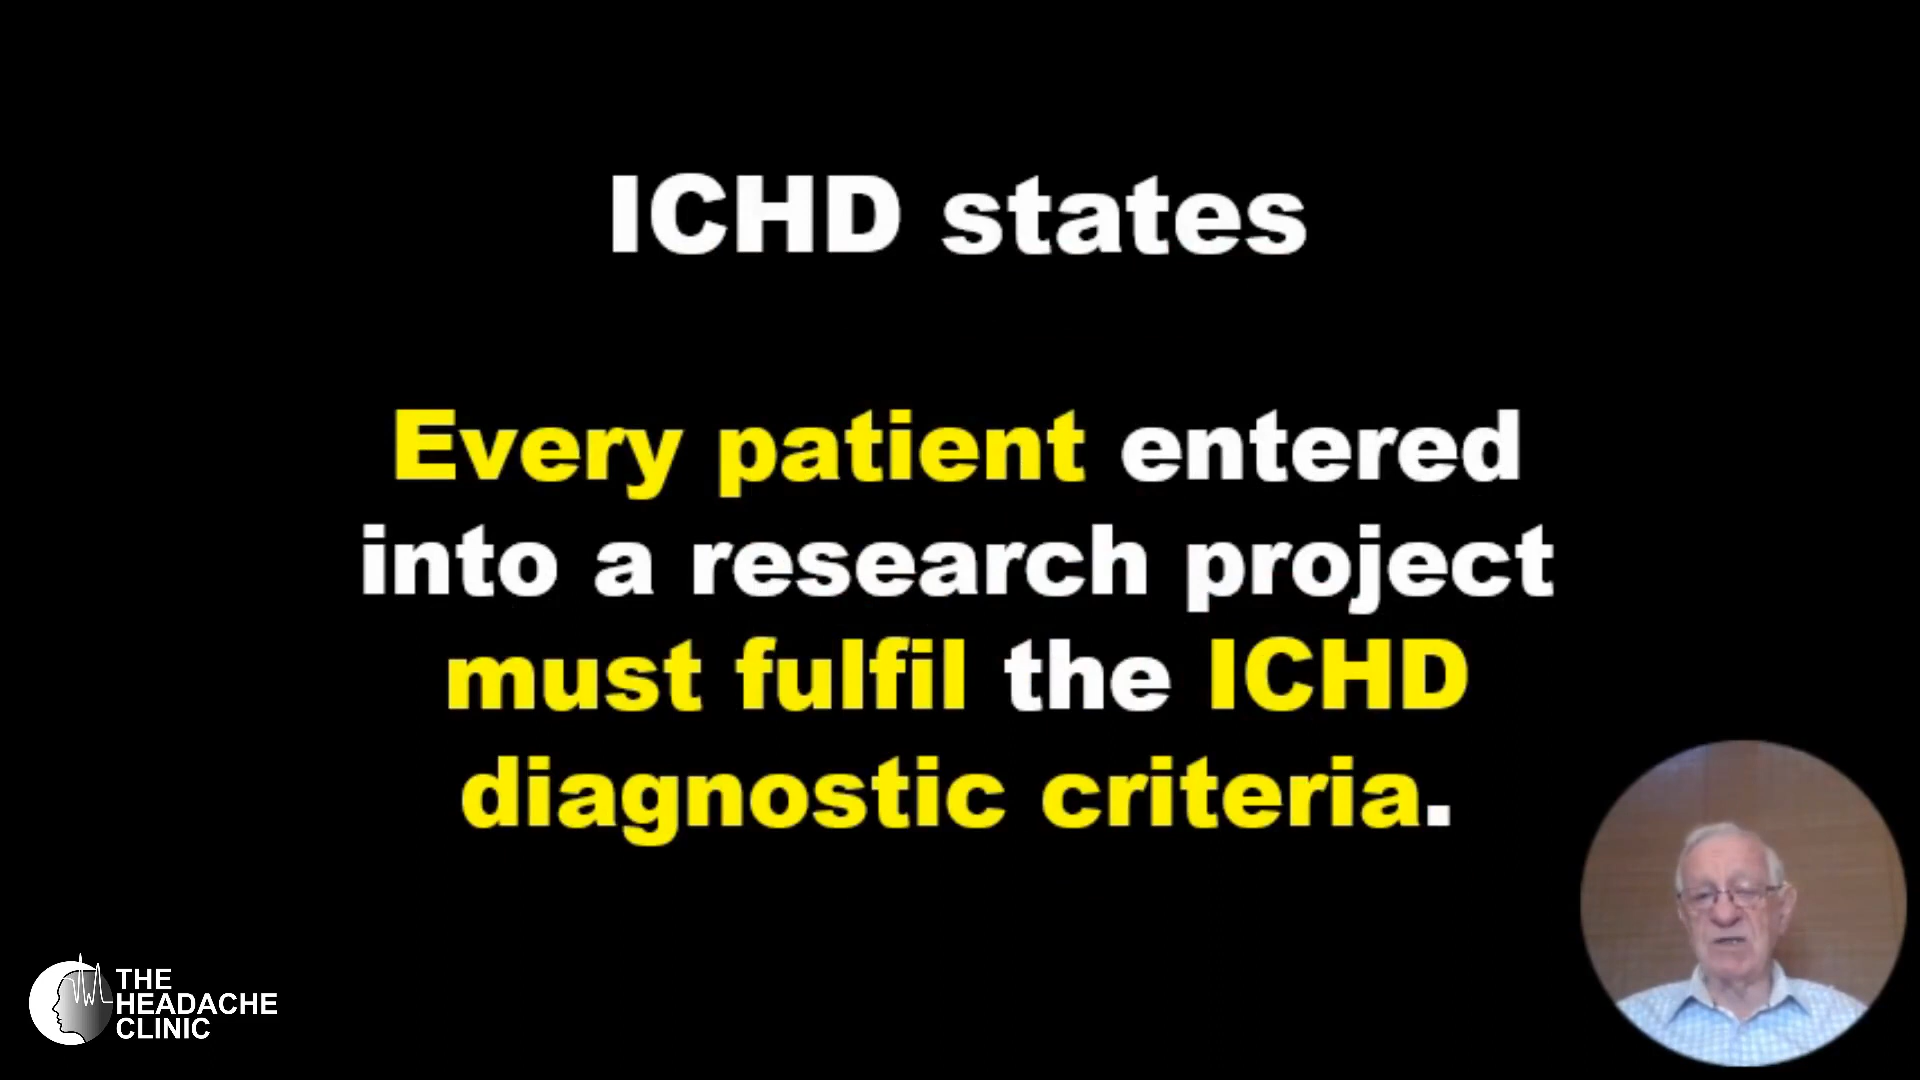 ICHD states
Every patient entered
into a research project
must fulfil the ICHD
diagnostic criteria.
THE
HEADACHE
CLINIC